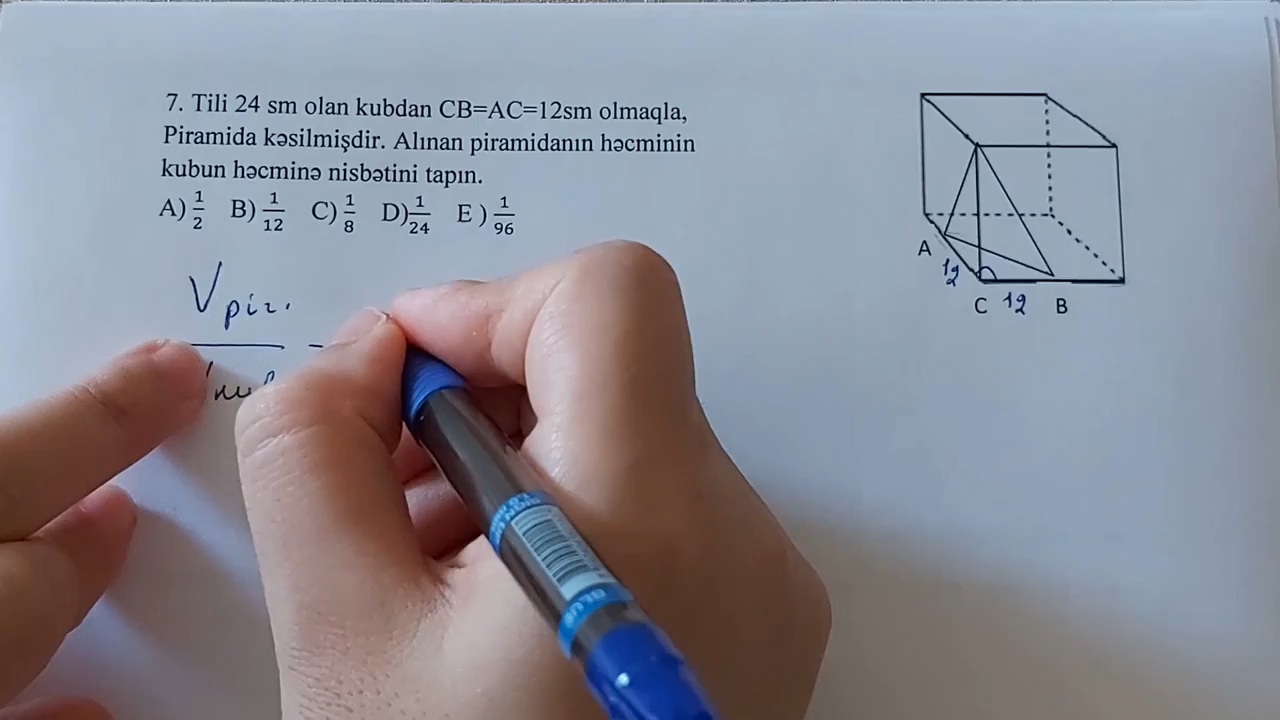 7. Tili 24 sm olan kubdan CB=AC=12sm olmaqla,
Piramida kəsilmişdir. Alınan piramidanın həcminin
kubun həcminə nisbətini tapın.
A) 1/2 B) 1/12 C) 1/8 D) 1/24 E ) 1/96
V pir.
A
12
C 12 B